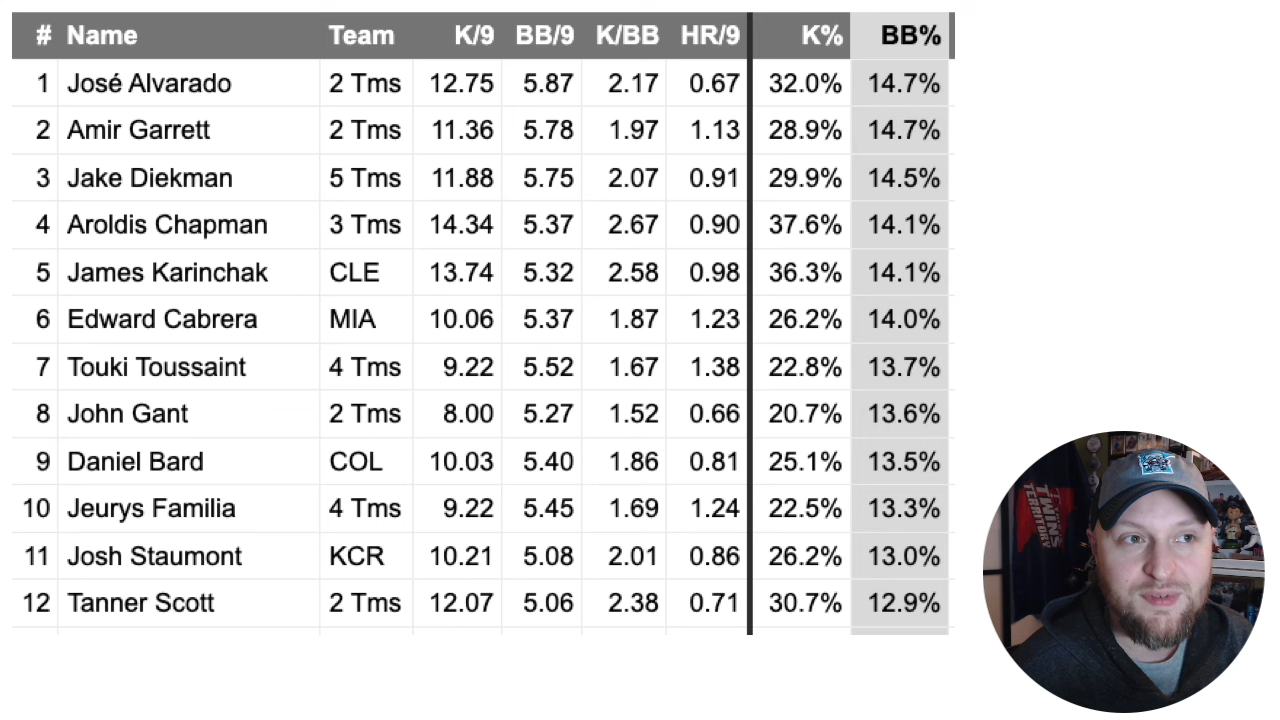 # Name Team K/9 BB/9 K/BB HR/9 K% BB%
1 José Alvarado 2 Tms 12.75 5.87 2.17 0.67 32.0% 14.7%
2 Amir Garrett 2 Tms 11.36 5.78 1.97 1.13 28.9% 14.7%
3 Jake Diekman 5 Tms 11.88 5.75 2.07 0.91 29.9% 14.5%
4 Aroldis Chapman 3 Tms 14.34 5.37 2.67 0.90 37.6% 14.1%
5 James Karinchak CLE 13.74 5.32 2.58 0.98 36.3% 14.1%
6 Edward Cabrera MIA 10.06 5.37 1.87 1.23 26.2% 14.0%
7 Touki Toussaint 4 Tms 9.22 5.52 1.67 1.38 22.8% 13.7%
8 John Gant 2 Tms 8.00 5.27 1.52 0.66 20.7% 13.6%
9 Daniel Bard COL 10.03 5.40 1.86 0.81 25.1% 13.5%
10 Jeurys Familia 4 Tms 9.22 5.45 1.69 1.24 22.5% 13.3%
11 Josh Staumont KCR 10.21 5.08 2.01 0.86 26.2% 13.0%
12 Tanner Scott 2 Tms 12.07 5.06 2.38 0.71 30.7% 12.9%
TWINS
TERRITORY